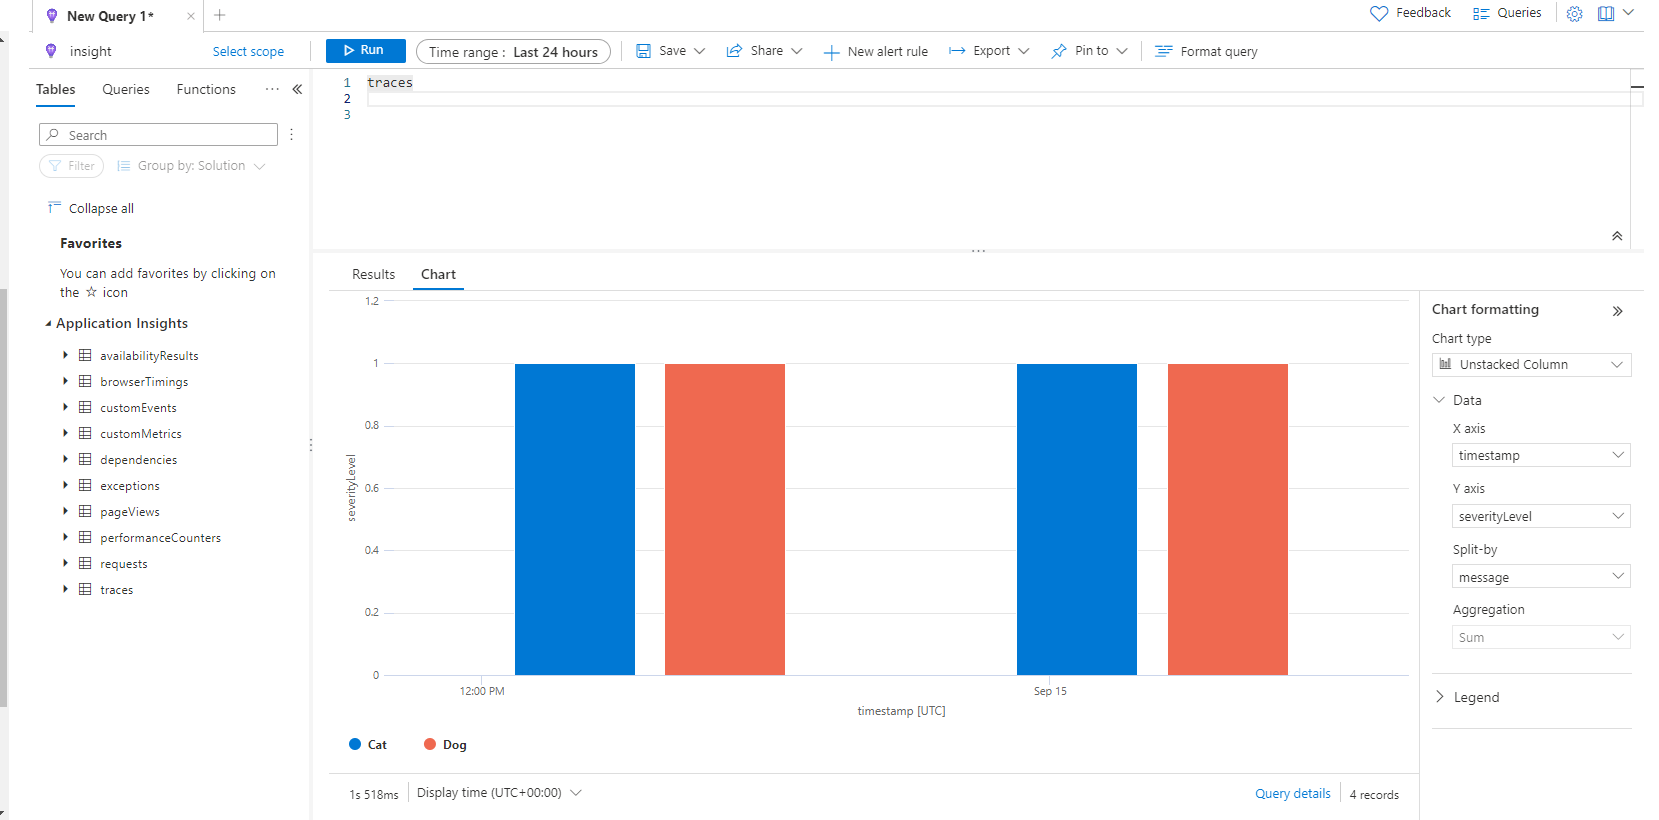 New Query 1*
Feedback
Queries
insight
Select scope
Run
Time range : Last 24 hours
Save
Share
New alert rule
Export
Pin to
Format query
Tables
Queries
Functions
1 traces
2
3
Search
Filter
Group by: Solution
Collapse all
Favorites
You can add favorites by clicking on
the ☆ icon
Application Insights
availabilityResults
browserTimings
customEvents
customMetrics
dependencies
exceptions
pageViews
performanceCounters
requests
traces
Results
Chart
1.2
1
0.8
0.6
0.4
0.2
0
severityLevel
12:00 PM
Sep 15
timestamp [UTC]
Cat
Dog
1s 518ms
Display time (UTC+00:00)
Query details
4 records
Chart formatting
Chart type
Unstacked Column
Data
X axis
timestamp
Y axis
severityLevel
Split-by
message
Aggregation
Sum
Legend